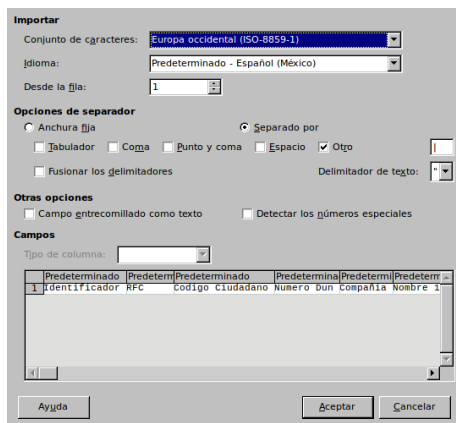 Importar
Conjunto de caracteres: Europa occidental (ISO-8859-1)
Idioma: Predeterminado - Español (México)
Desde la fila: 1
Opciones de separador
Anchura fija Separado por
Tabulador Coma Punto y coma Espacio Otro |
Fusionar los delimitadores Delimitador de texto: "
Otras opciones
Campo entrecomillado como texto Detectar los números especiales
Campos
Tipo de columna:
Predeterminado Predeterm Predeterminado Predetermina Predetermi Predeterm
1 Identificador RFC Codigo Ciudadano Numero Dun Compañia Nombre 1
Ayuda Aceptar Cancelar